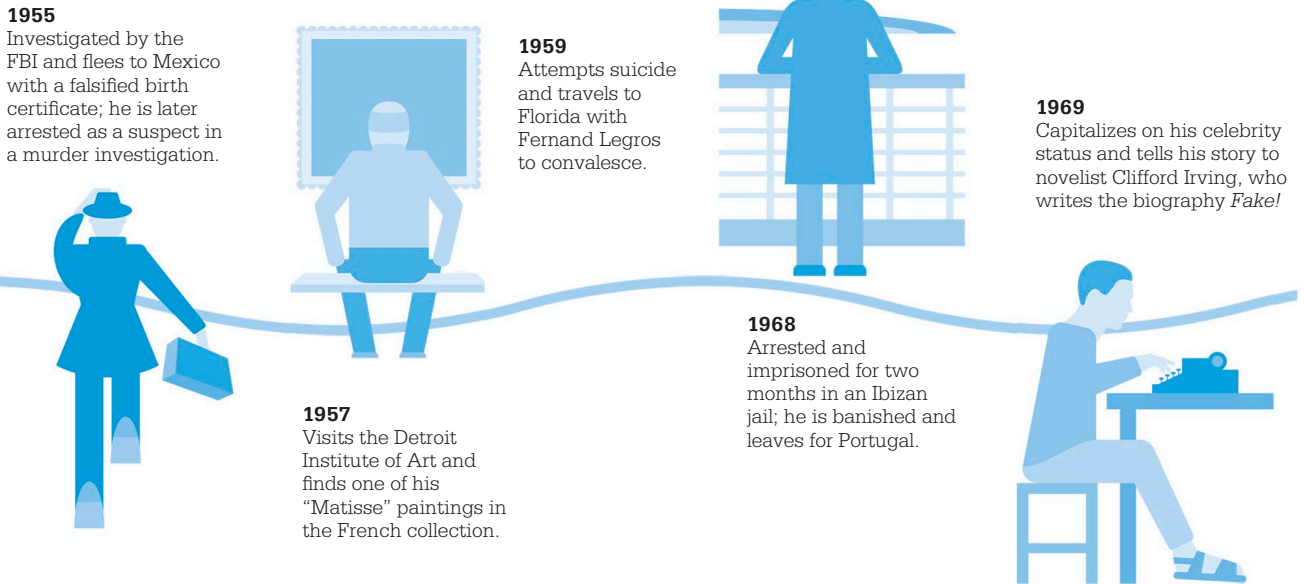 1955
Investigated by the
FBI and flees to Mexico
with a falsified birth
certificate; he is later
arrested as a suspect in
a murder investigation.
1957
Visits the Detroit
Institute of Art and
finds one of his
“Matisse” paintings in
the French collection.
1959
Attempts suicide
and travels to
Florida with
Fernand Legros
to convalesce.
1968
Arrested and
imprisoned for two
months in an Ibizan
jail; he is banished and
leaves for Portugal.
1969
Capitalizes on his celebrity
status and tells his story to
novelist Clifford Irving, who
writes the biography Fake!